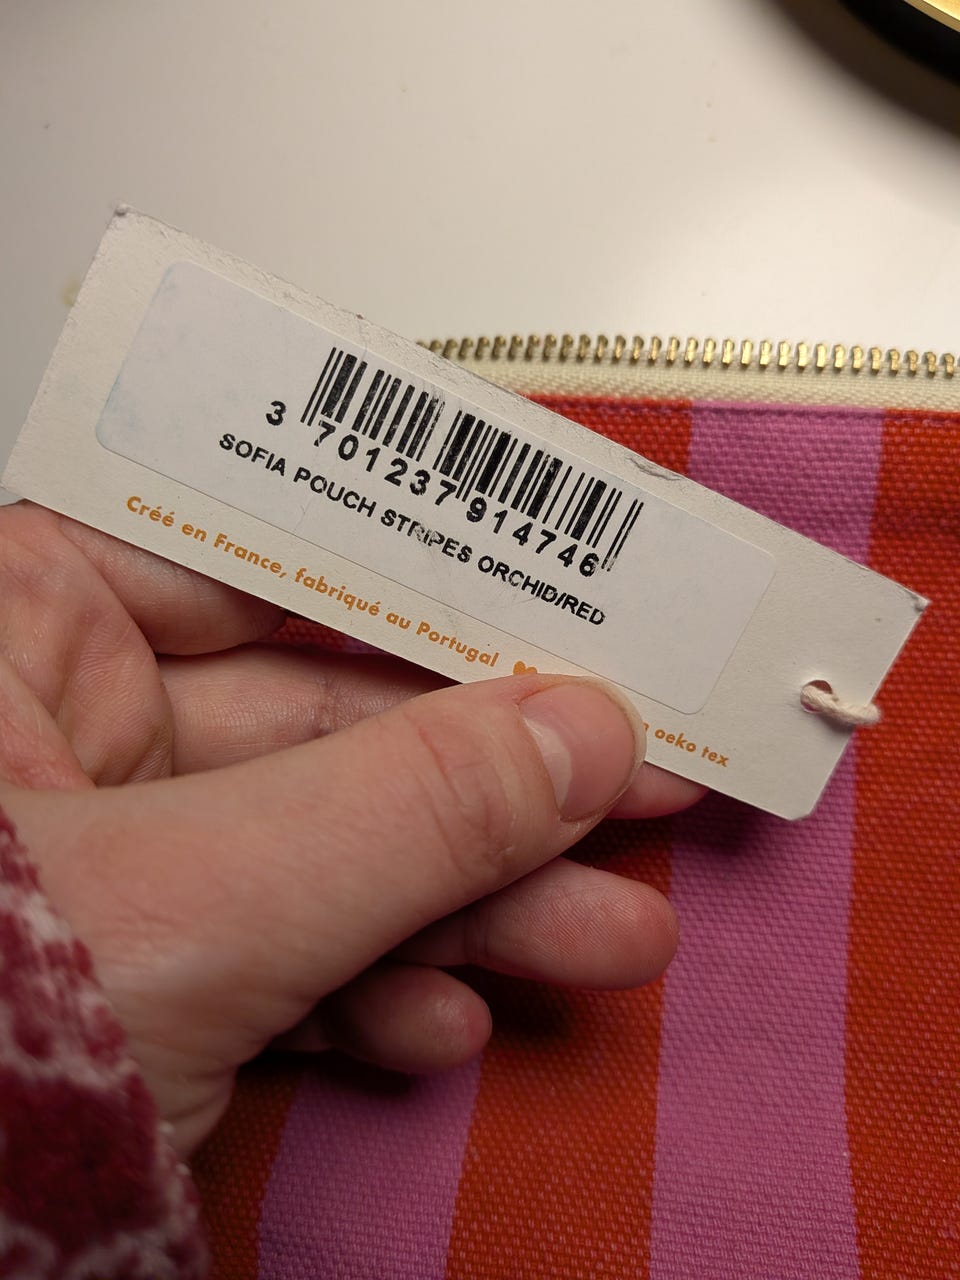 3 701237 914746
SOFIA POUCH STRIPES ORCHID/RED
Créé en France, fabriqué au Portugal
oeko tex